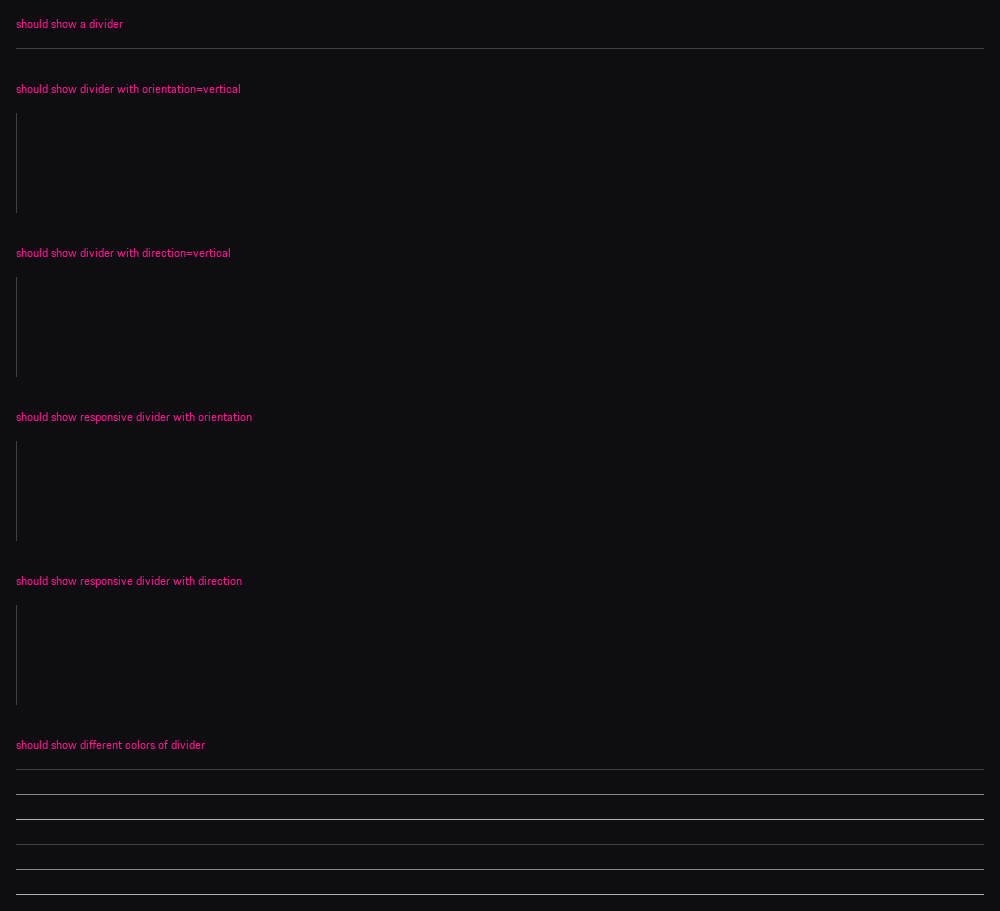 should show a divider
should show divider with orientation=vertical
should show divider with direction=vertical
should show responsive divider with orientation
should show responsive divider with direction
should show different colors of divider